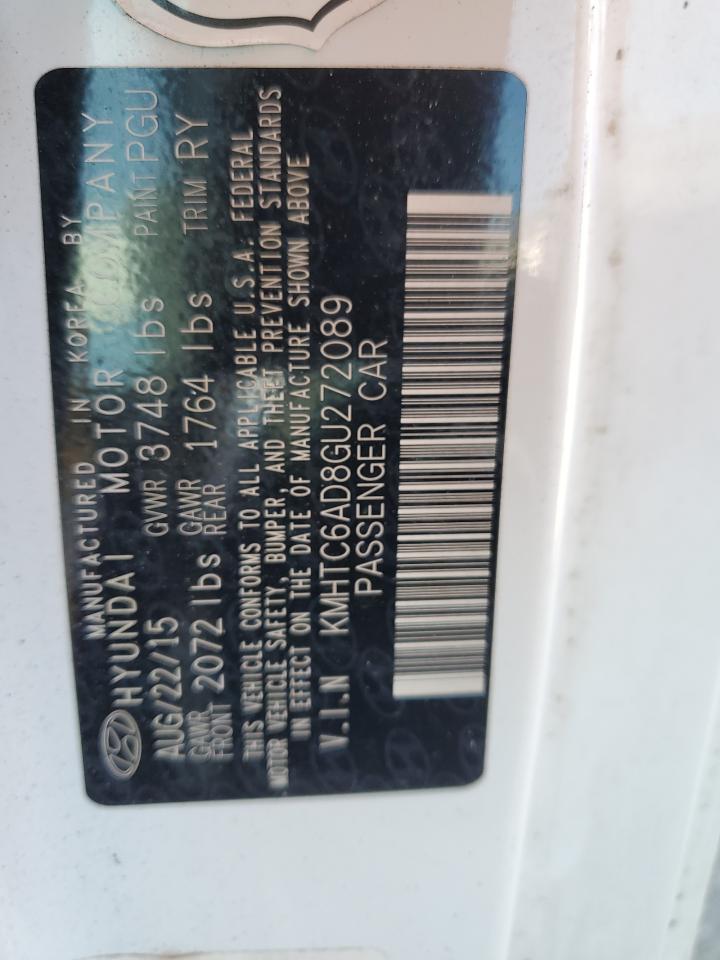 MANUFACTURED IN KOREA BY
HYUNDAI MOTOR COMPANY
AUG/22/15 GVWR 3748 lbs PAINT PGU
GAWR FRONT 2072 lbs GAWR REAR 1764 lbs TRIM RY
THIS VEHICLE CONFORMS TO ALL APPLICABLE U.S.A. FEDERAL
MOTOR VEHICLE SAFETY, BUMPER, AND THEFT PREVENTION STANDARDS
IN EFFECT ON THE DATE OF MANUFACTURE SHOWN ABOVE
V.I.N KMHTC6AD8GU272089
PASSENGER CAR